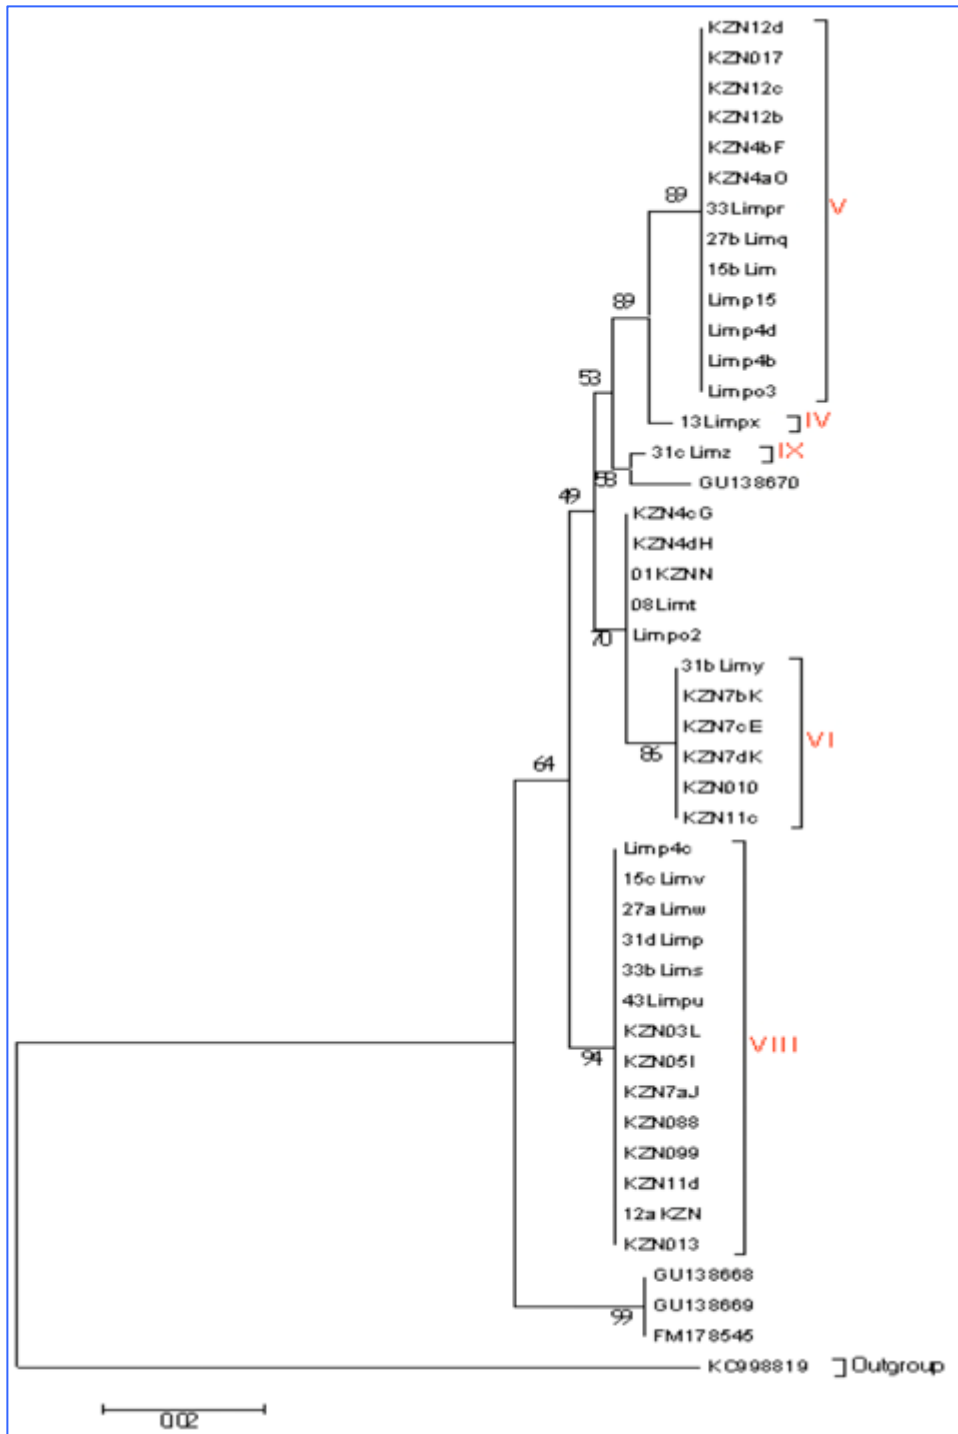 KZN12d
KZN017
KZN12c
KZN12b
KZN4bF
KZN4aO
89
33Limpr
V
27b Limq
15b Lim
Limp15
89
Limp4d
Limp4b
53
Limpo3
13Limpx
IV
31c Limz
IX
58
GU138670
49
KZN4cG
KZN4dH
01KZNN
08Limt
70
Limpo2
31b Limy
KZN7bK
KZN7cE
VI
86
KZN7dK
64
KZN010
KZN11c
Limp4c
15c Limv
27a Limw
31d Limp
33b Lims
43Limpu
KZN03L
VIII
94
KZN05I
KZN7aJ
KZN088
KZN099
KZN11d
12a KZN
KZN013
GU138668
GU138669
99
FM178545
KC998819
Outgroup
0.02